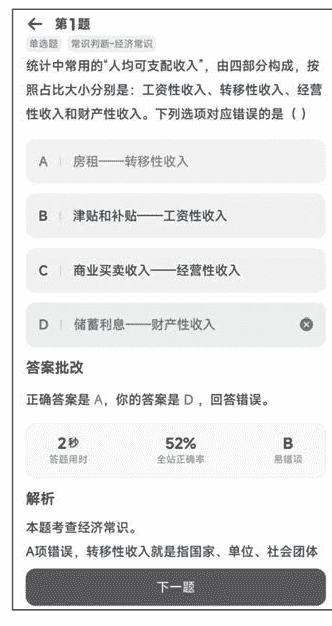 ← 第1题
单选题 常识判断-经济常识
统计中常用的“人均可支配收入”，由四部分构成，按
照占比大小分别是：工资性收入、转移性收入、经营
性收入和财产性收入。下列选项对应错误的是（ ）
A 房租——转移性收入
B 津贴和补贴——工资性收入
C 商业买卖收入——经营性收入
D 储蓄利息——财产性收入
答案批改
正确答案是 A，你的答案是 D ，回答错误。
2秒 52% B
答题用时 全站正确率 易错项
解析
本题考查经济常识。
A项错误，转移性收入就是指国家、单位、社会团体
下一题